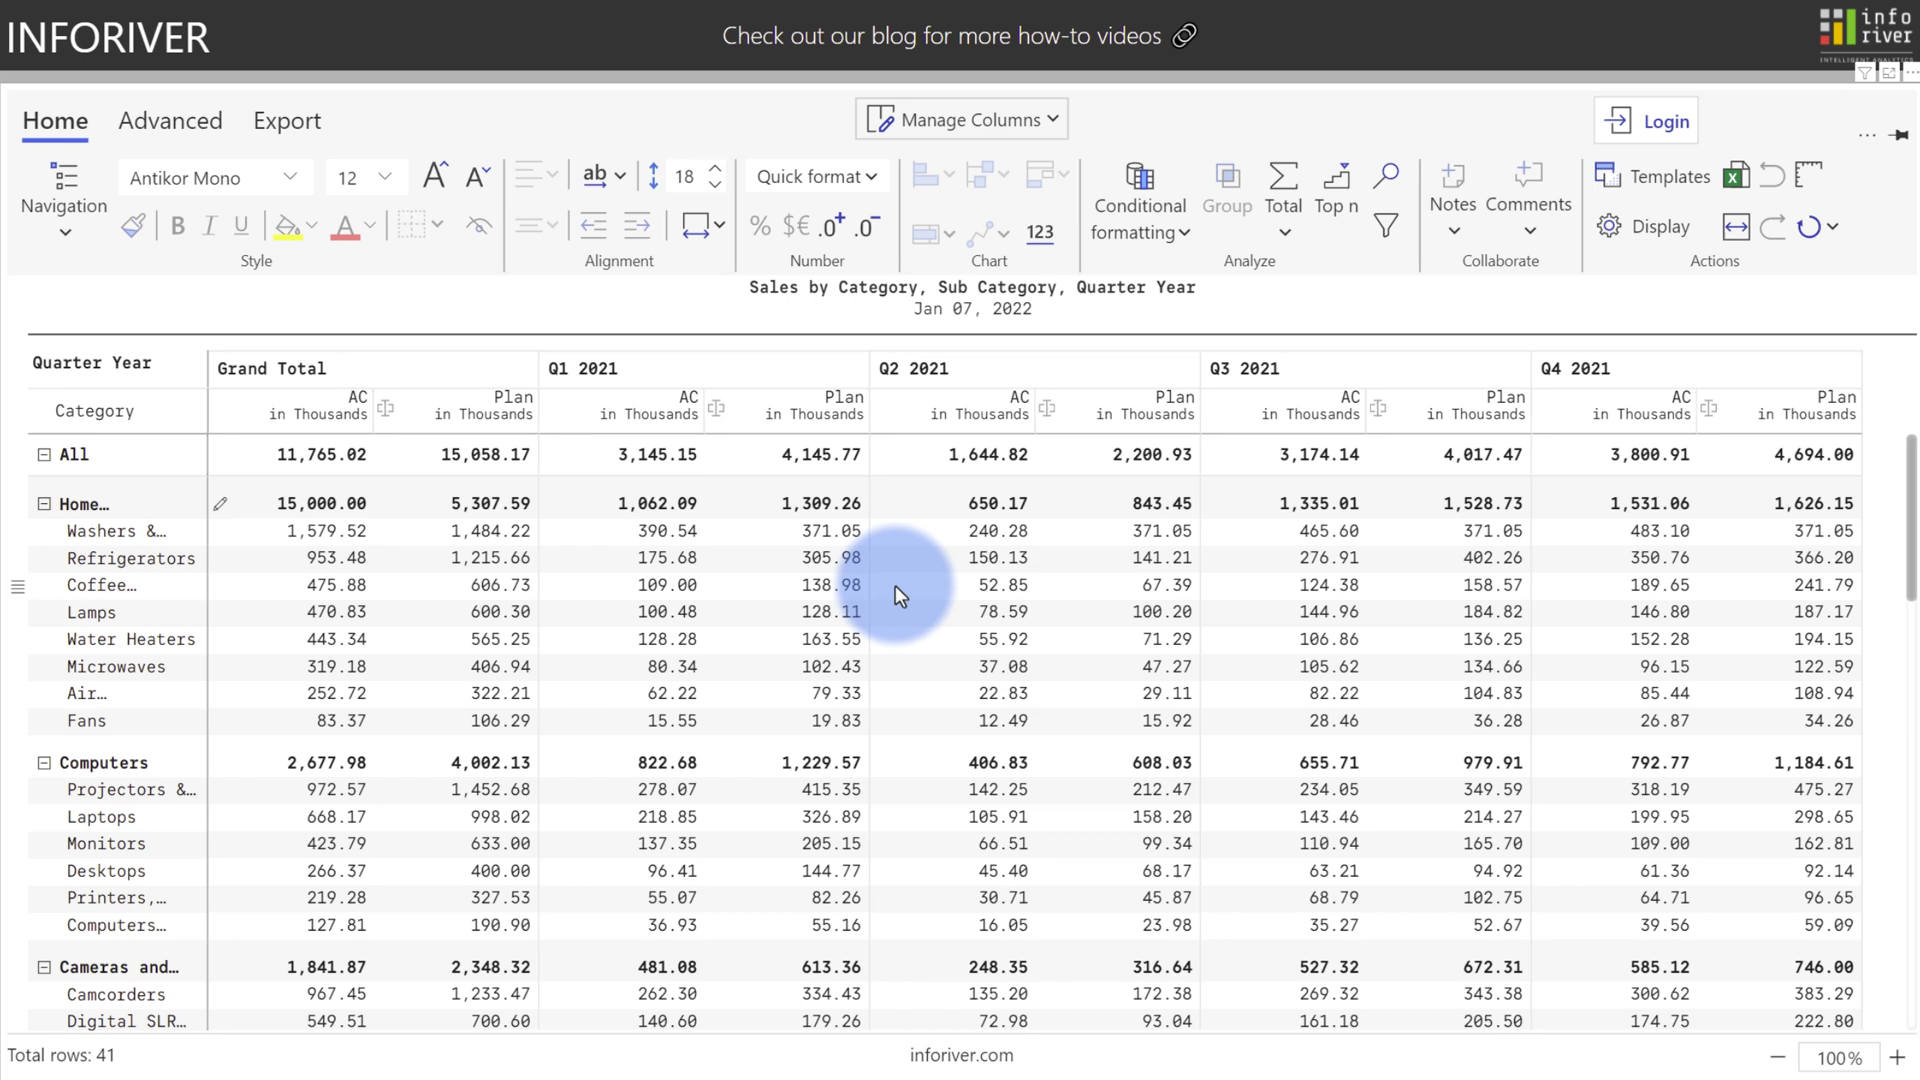 INFORIVER
Check out our blog for more how-to videos
info
river
INTELLIGENT ANALYTICS
Home Advanced Export
Manage Columns
Login
Navigation
Antikor Mono 12
Style
ab 18
Alignment
Quick format
% $€ .0+ .0-
Number
123
Chart
Conditional formatting Group Total Top n
Analyze
Notes Comments
Collaborate
Templates
Display
Actions
Sales by Category, Sub Category, Quarter Year
Jan 07, 2022
Quarter Year Grand Total Q1 2021 Q2 2021 Q3 2021 Q4 2021
Category AC Plan AC Plan AC Plan AC Plan AC Plan
in Thousands in Thousands in Thousands in Thousands in Thousands in Thousands in Thousands in Thousands in Thousands in Thousands
All 11,765.02 15,058.17 3,145.15 4,145.77 1,644.82 2,200.93 3,174.14 4,017.47 3,800.91 4,694.00
Home… 15,000.00 5,307.59 1,062.09 1,309.26 650.17 843.45 1,335.01 1,528.73 1,531.06 1,626.15
Washers &… 1,579.52 1,484.22 390.54 371.05 240.28 371.05 465.60 371.05 483.10 371.05
Refrigerators 953.48 1,215.66 175.68 305.98 150.13 141.21 276.91 402.26 350.76 366.20
Coffee… 475.88 606.73 109.00 138.98 52.85 67.39 124.38 158.57 189.65 241.79
Lamps 470.83 600.30 100.48 128.11 78.59 100.20 144.96 184.82 146.80 187.17
Water Heaters 443.34 565.25 128.28 163.55 55.92 71.29 106.86 136.25 152.28 194.15
Microwaves 319.18 406.94 80.34 102.43 37.08 47.27 105.62 134.66 96.15 122.59
Air… 252.72 322.21 62.22 79.33 22.83 29.11 82.22 104.83 85.44 108.94
Fans 83.37 106.29 15.55 19.83 12.49 15.92 28.46 36.28 26.87 34.26
Computers 2,677.98 4,002.13 822.68 1,229.57 406.83 608.03 655.71 979.91 792.77 1,184.61
Projectors &… 972.57 1,452.68 278.07 415.35 142.25 212.47 234.05 349.59 318.19 475.27
Laptops 668.17 998.02 218.85 326.89 105.91 158.20 143.46 214.27 199.95 298.65
Monitors 423.79 633.00 137.35 205.15 66.51 99.34 110.94 165.70 109.00 162.81
Desktops 266.37 400.00 96.41 144.77 45.40 68.17 63.21 94.92 61.36 92.14
Printers,… 219.28 327.53 55.07 82.26 30.71 45.87 68.79 102.75 64.71 96.65
Computers… 127.81 190.90 36.93 55.16 16.05 23.98 35.27 52.67 39.56 59.09
Cameras and… 1,841.87 2,348.32 481.08 613.36 248.35 316.64 527.32 672.31 585.12 746.00
Camcorders 967.45 1,233.47 262.30 334.43 135.20 172.38 269.32 343.38 300.62 383.29
Digital SLR… 549.51 700.60 140.60 179.26 72.98 93.04 161.18 205.50 174.75 222.80
Total rows: 41
inforiver.com
100%